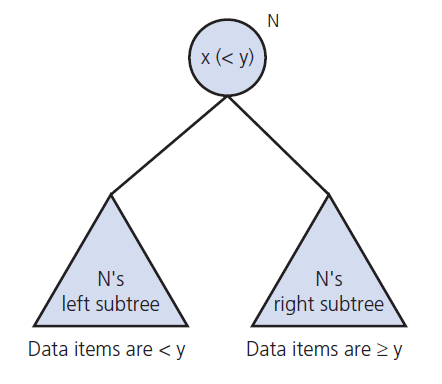 N
x (< y)
N's
left subtree
N's
right subtree
Data items are < y
Data items are ≥ y